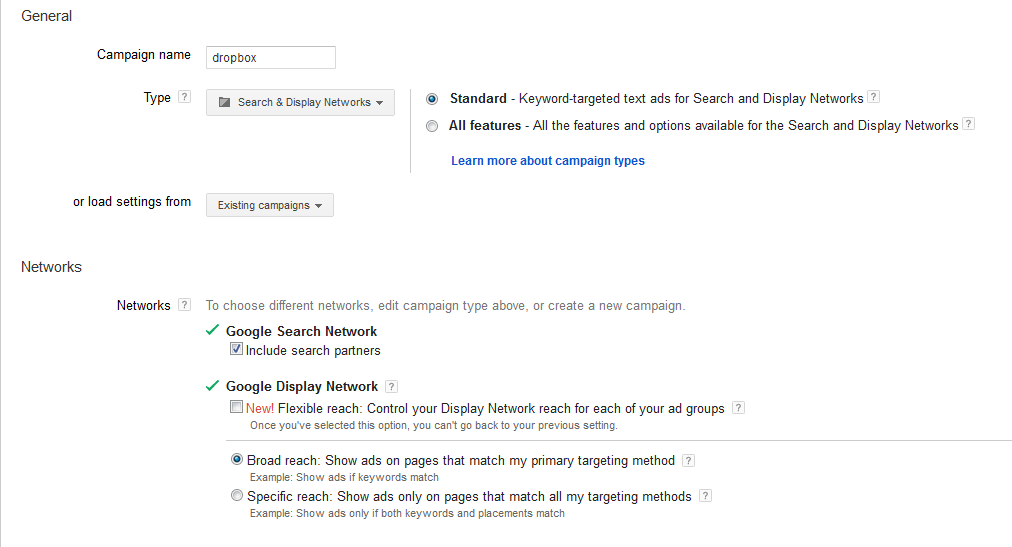 General
Campaign name dropbox
Type ? Search & Display Networks Standard - Keyword-targeted text ads for Search and Display Networks ?
All features - All the features and options available for the Search and Display Networks ?
Learn more about campaign types
or load settings from Existing campaigns
Networks
Networks ? To choose different networks, edit campaign type above, or create a new campaign.
Google Search Network
Include search partners
Google Display Network ?
New! Flexible reach: Control your Display Network reach for each of your ad groups ?
Once you've selected this option, you can't go back to your previous setting.
Broad reach: Show ads on pages that match my primary targeting method ?
Example: Show ads if keywords match
Specific reach: Show ads only on pages that match all my targeting methods ?
Example: Show ads only if both keywords and placements match